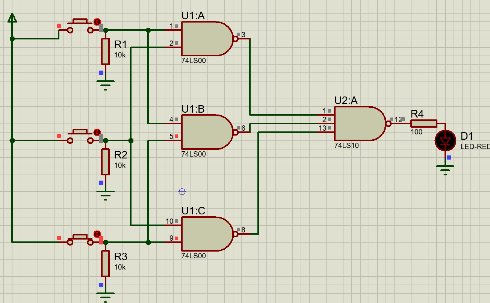 U1:A
1
2
3
74LS00
R1
10k
U1:B
4
5
6
74LS00
U2:A
1
2
13
12
74LS10
R4
100
D1
LED-RED
R2
10k
U1:C
10
9
8
74LS00
R3
10k